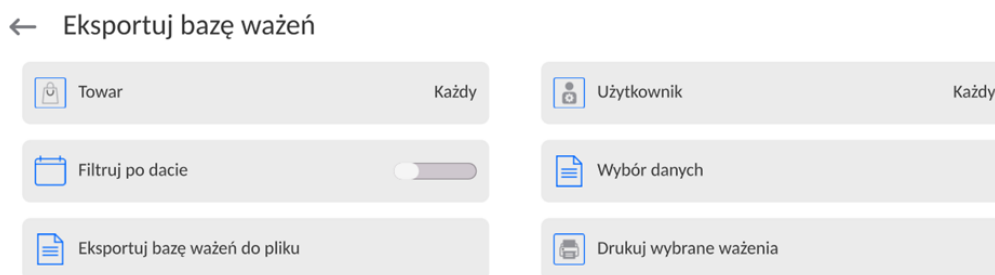 Eksportuj bazę ważeń
Towar Każdy
Użytkownik Każdy
Filtruj po dacie
Wybór danych
Eksportuj bazę ważeń do pliku
Drukuj wybrane ważenia